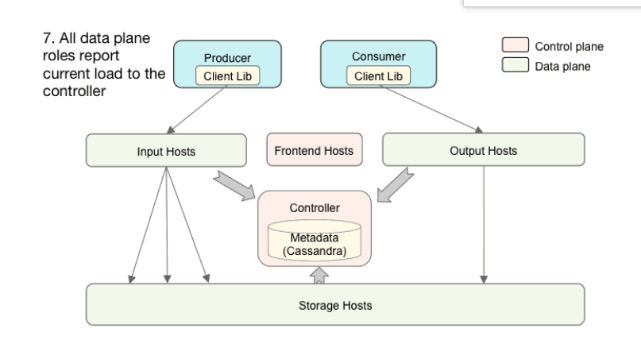 7. All data plane
roles report
current load to the
controller
Producer
Client Lib
Consumer
Client Lib
Control plane
Data plane
Input Hosts
Frontend Hosts
Output Hosts
Controller
Metadata
(Cassandra)
Storage Hosts